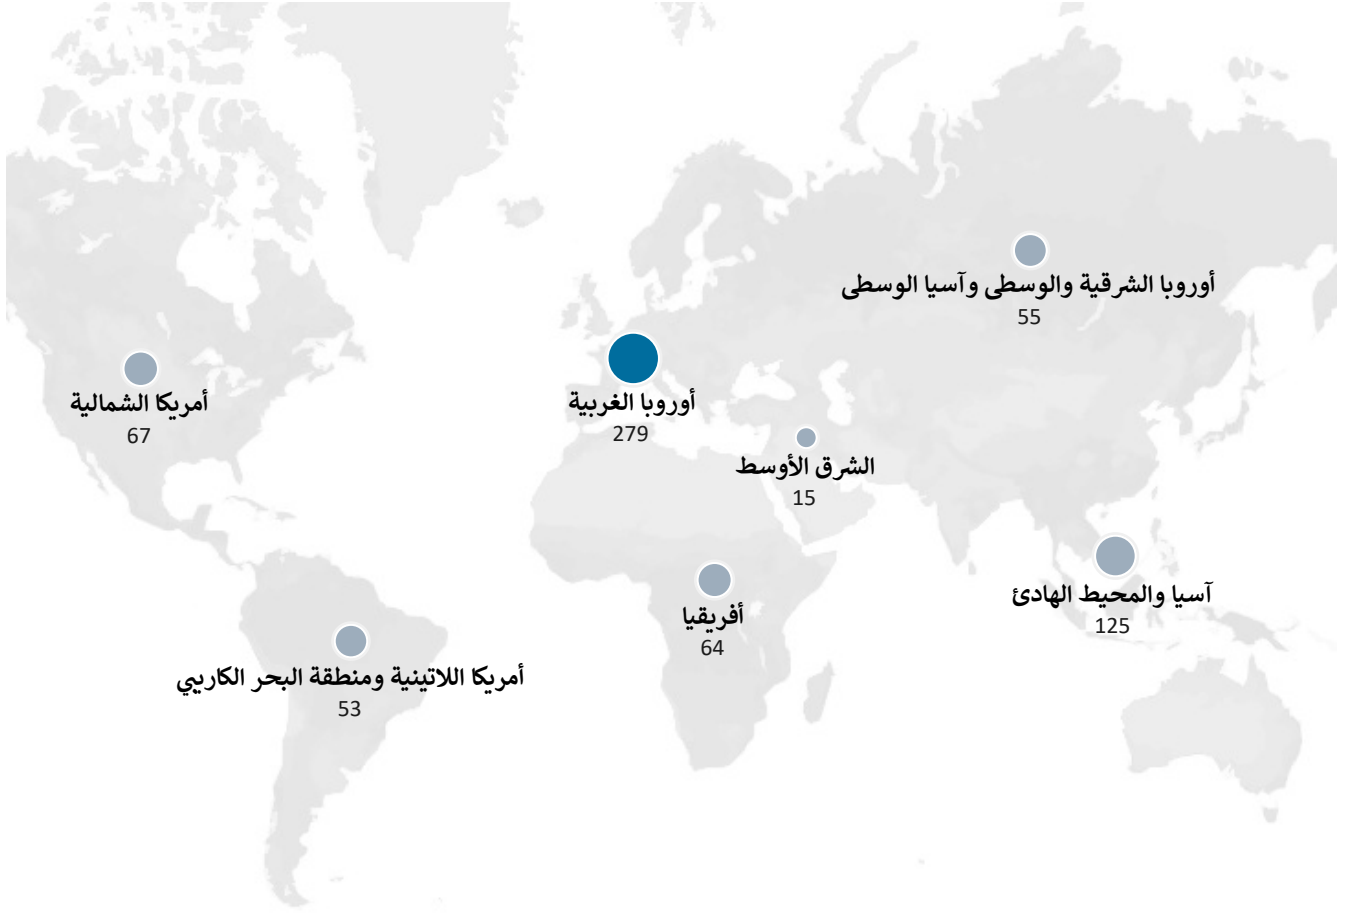 أوروبا الشرقية والوسطى وآسيا الوسطى
55
أوروبا الغربية
279
أمريكا الشمالية
67
الشرق الأوسط
15
آسيا والمحيط الهادئ
125
أفريقيا
64
أمريكا اللاتينية ومنطقة البحر الكاريبي
53